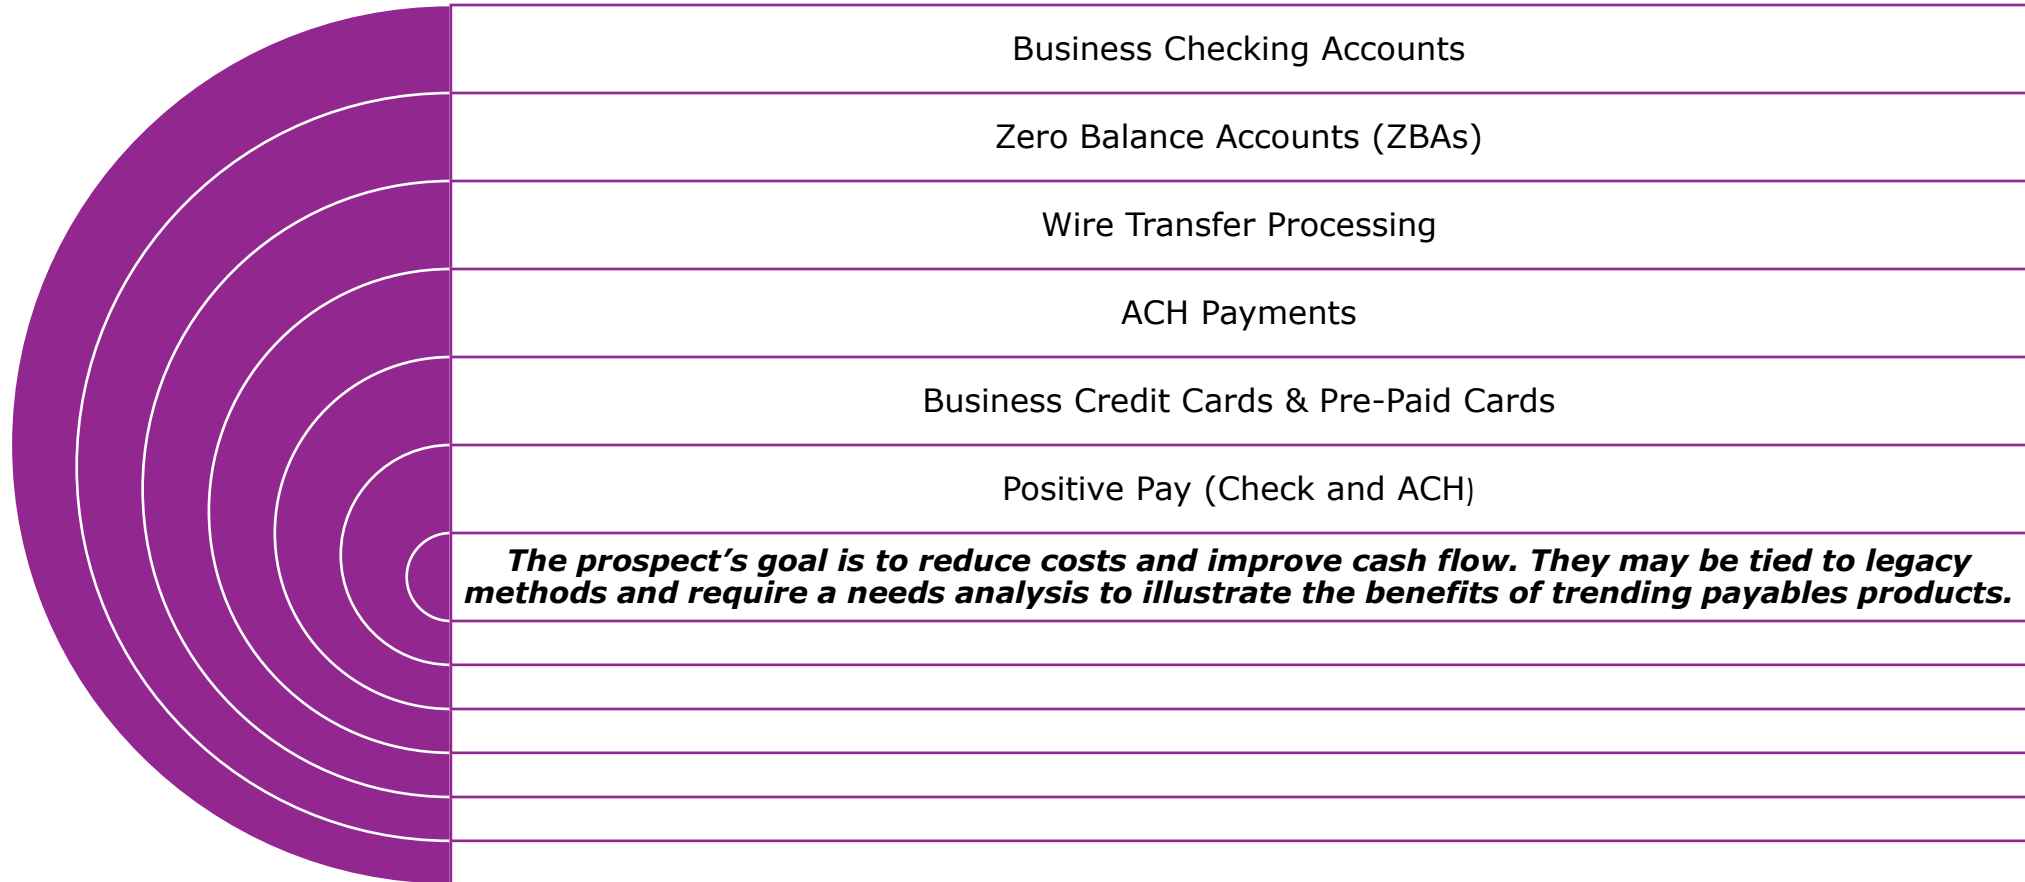 Business Checking Accounts
Zero Balance Accounts (ZBAs)
Wire Transfer Processing
ACH Payments
Business Credit Cards & Pre-Paid Cards
Positive Pay (Check and ACH)
The prospect’s goal is to reduce costs and improve cash flow. They may be tied to legacy
methods and require a needs analysis to illustrate the benefits of trending payables products.